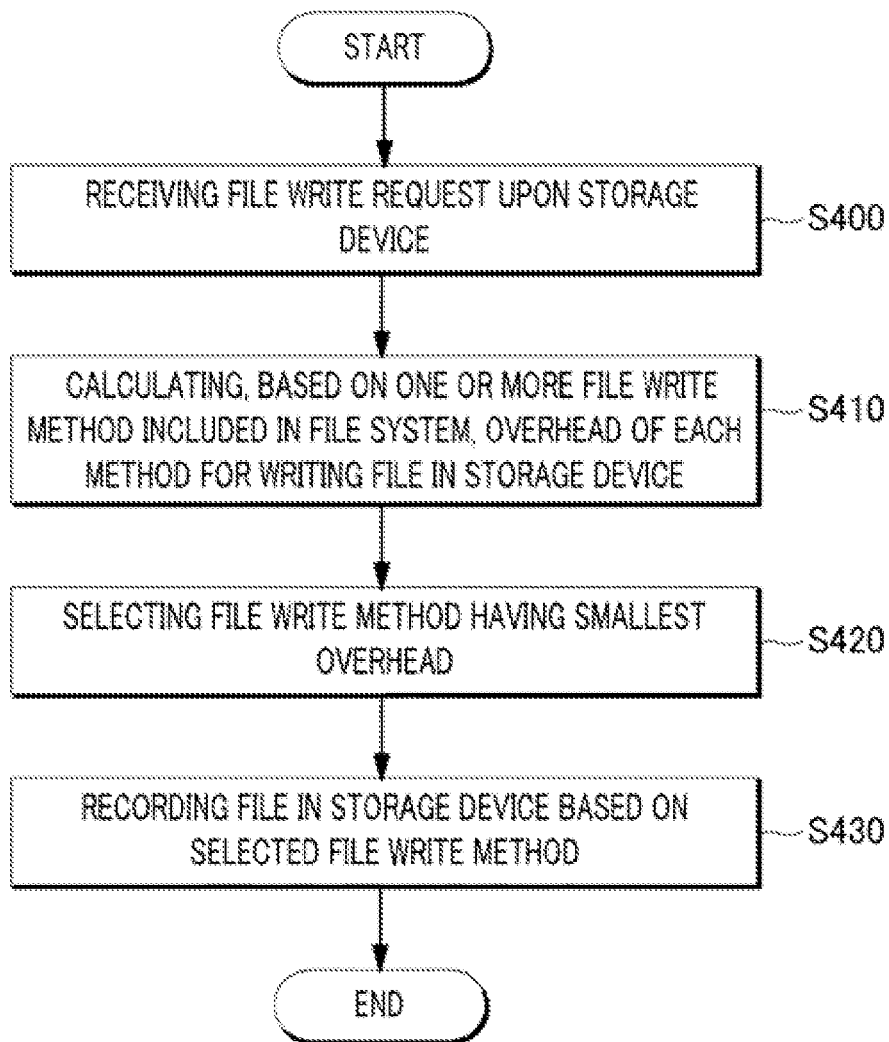 START
RECEIVING FILE WRITE REQUEST UPON STORAGE
DEVICE
S400
CALCULATING, BASED ON ONE OR MORE FILE WRITE
METHOD INCLUDED IN FILE SYSTEM, OVERHEAD OF EACH
METHOD FOR WRITING FILE IN STORAGE DEVICE
S410
SELECTING FILE WRITE METHOD HAVING SMALLEST
OVERHEAD
S420
RECORDING FILE IN STORAGE DEVICE BASED ON
SELECTED FILE WRITE METHOD
S430
END